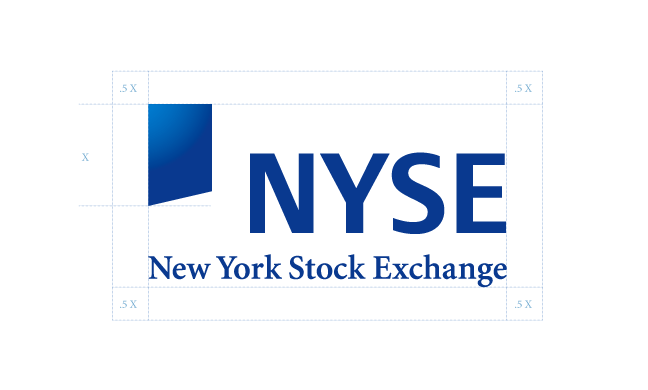 .5 X .5 X
X
NYSE
New York Stock Exchange
.5 X .5 X